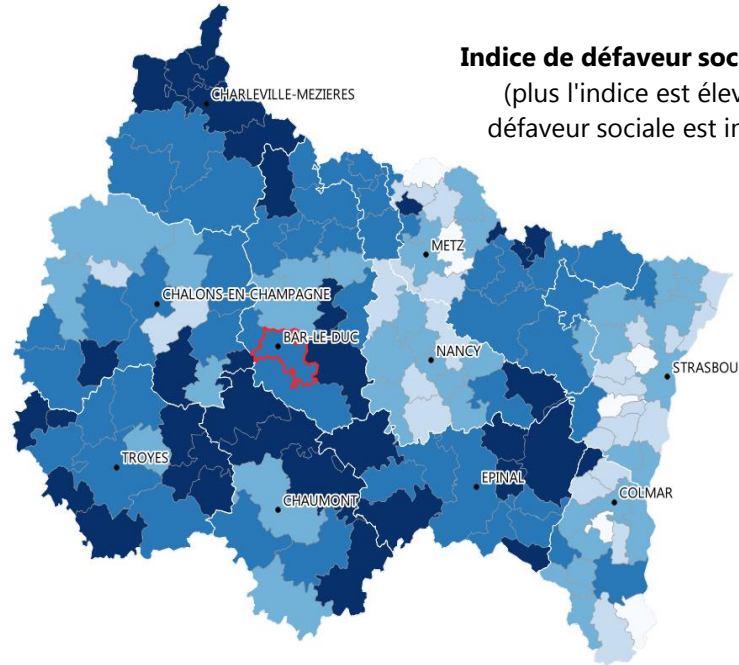 Indice de défaveur soc
(plus l'indice est élev
défaveur sociale est in
CHARLEVILLE-MEZIERES
METZ
CHALONS-EN-CHAMPAGNE
BAR-LE-DUC
NANCY
STRASBOU
TROYES
EPINAL
CHAUMONT
COLMAR